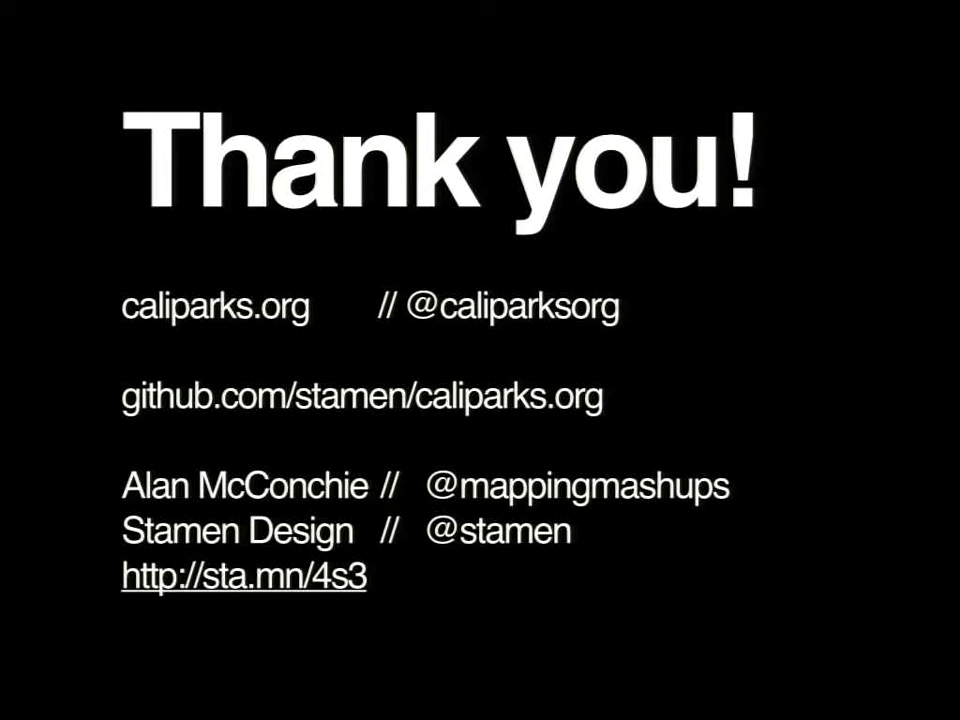 Thank you!
caliparks.org // @caliparksorg
github.com/stamen/caliparks.org
Alan McConchie // @mappingmashups
Stamen Design // @stamen
http://sta.mn/4s3